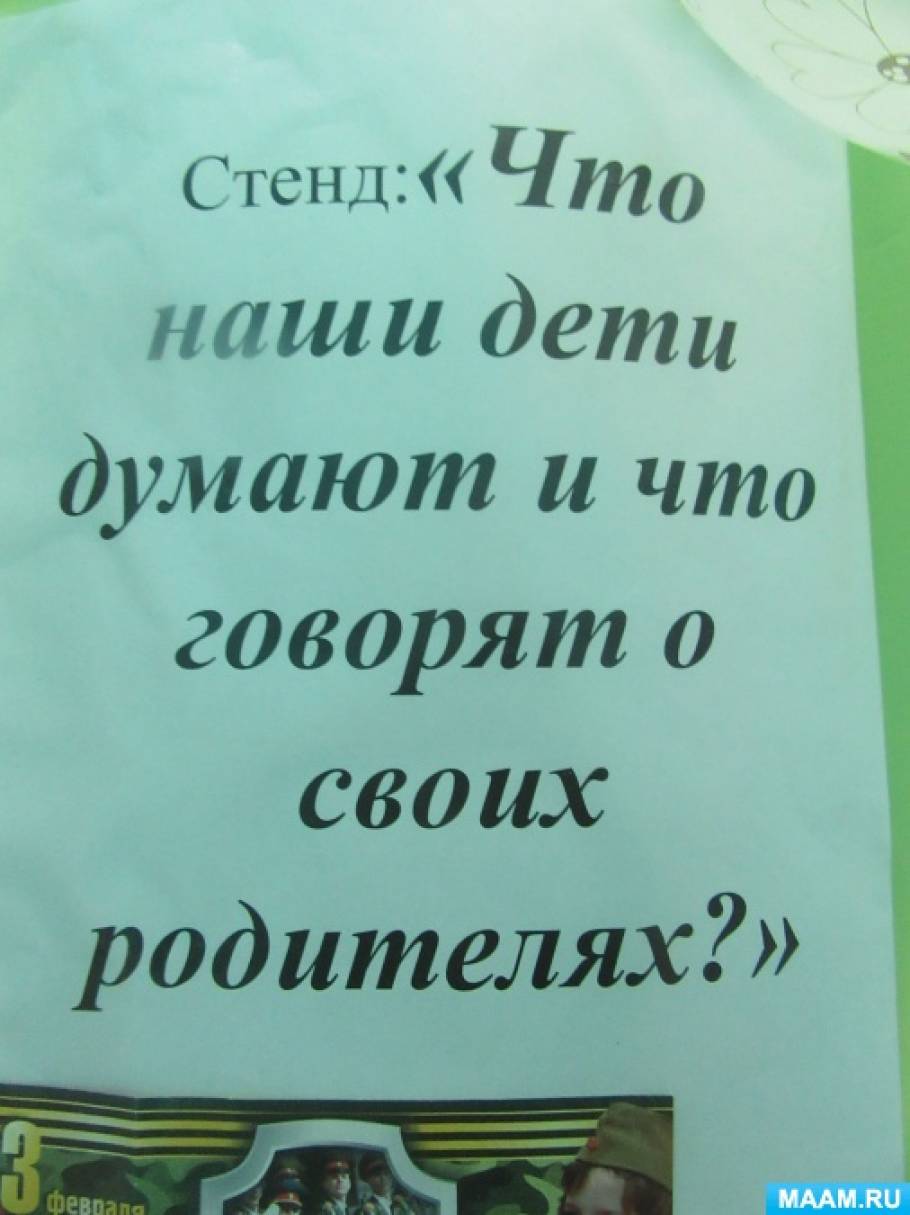 Стенд:«Что
наши дети
думают и что
говорят о
своих
родителях?»
3 февраля
MAAM.RU